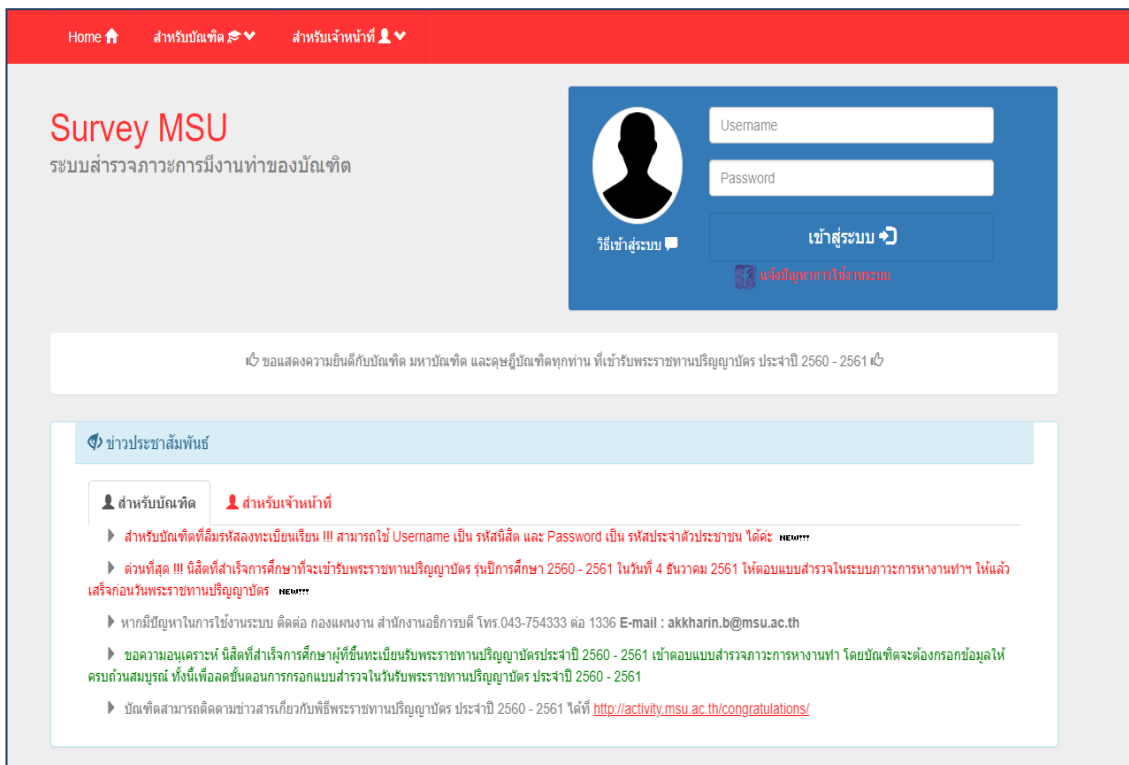 Home สำหรับบัณฑิต สำหรับเจ้าหน้าที่
Survey MSU
ระบบสำรวจภาวะการมีงานทำของบัณฑิต
Username
Password
วิธีเข้าสู่ระบบ
เข้าสู่ระบบ
แจ้งปัญหาการใช้งานระบบ
ขอแสดงความยินดีกับบัณฑิต มหาบัณฑิต และดุษฎีบัณฑิตทุกท่าน ที่เข้ารับพระราชทานปริญญาบัตร ประจำปี 2560 - 2561
ข่าวประชาสัมพันธ์
สำหรับบัณฑิต สำหรับเจ้าหน้าที่
สำหรับบัณฑิตที่ลืมรหัสลงทะเบียนเรียน !!! สามารถใช้ Username เป็น รหัสนิสิต และ Password เป็น รหัสประจำตัวประชาชน ได้ค่ะ NEW!!!
ด่วนที่สุด !!! นิสิตที่สำเร็จการศึกษาที่จะเข้ารับพระราชทานปริญญาบัตร รุ่นปีการศึกษา 2560 - 2561 ในวันที่ 4 ธันวาคม 2561 ให้ตอบแบบสำรวจในระบบภาวะการหางานทำฯ ให้แล้ว
เสร็จก่อนวันพระราชทานปริญญาบัตร NEW!!!
หากมีปัญหาในการใช้งานระบบ ติดต่อ กองแผนงาน สำนักงานอธิการบดี โทร.043-754333 ต่อ 1336 E-mail : akkharin.b@msu.ac.th
ขอความอนุเคราะห์ นิสิตที่สำเร็จการศึกษาผู้ที่ขึ้นทะเบียนรับพระราชทานปริญญาบัตรประจำปี 2560 - 2561 เข้าตอบแบบสำรวจภาวะการหางานทำ โดยบัณฑิตจะต้องกรอกข้อมูลให้
ครบถ้วนสมบูรณ์ ทั้งนี้เพื่อลดขั้นตอนการกรอกแบบสำรวจในวันรับพระราชทานปริญญาบัตร ประจำปี 2560 - 2561
บัณฑิตสามารถติดตามข่าวสารเกี่ยวกับพิธีพระราชทานปริญญาบัตร ประจำปี 2560 - 2561 ได้ที่ http://activity.msu.ac.th/congratulations/